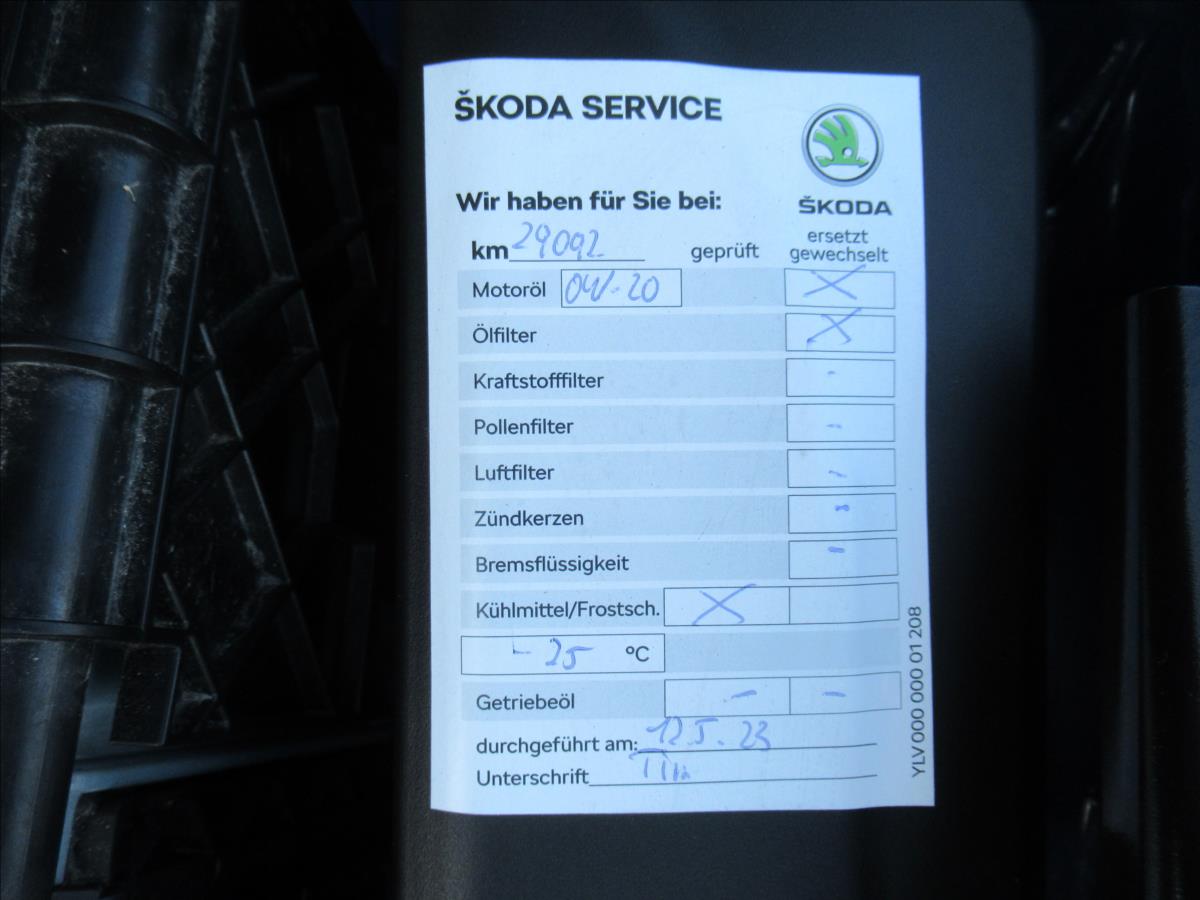 ŠKODA SERVICE
ŠKODA
Wir haben für Sie bei:
km 29092 geprüft ersetzt gewechselt
Motoröl 0W-20 X
Ölfilter X
Kraftstofffilter -
Pollenfilter -
Luftfilter -
Zündkerzen -
Bremsflüssigkeit -
Kühlmittel/Frostsch. X
-25 °C
Getriebeöl - -
durchgeführt am: 12.5.23
Unterschrift
YLV 000 000 01 208